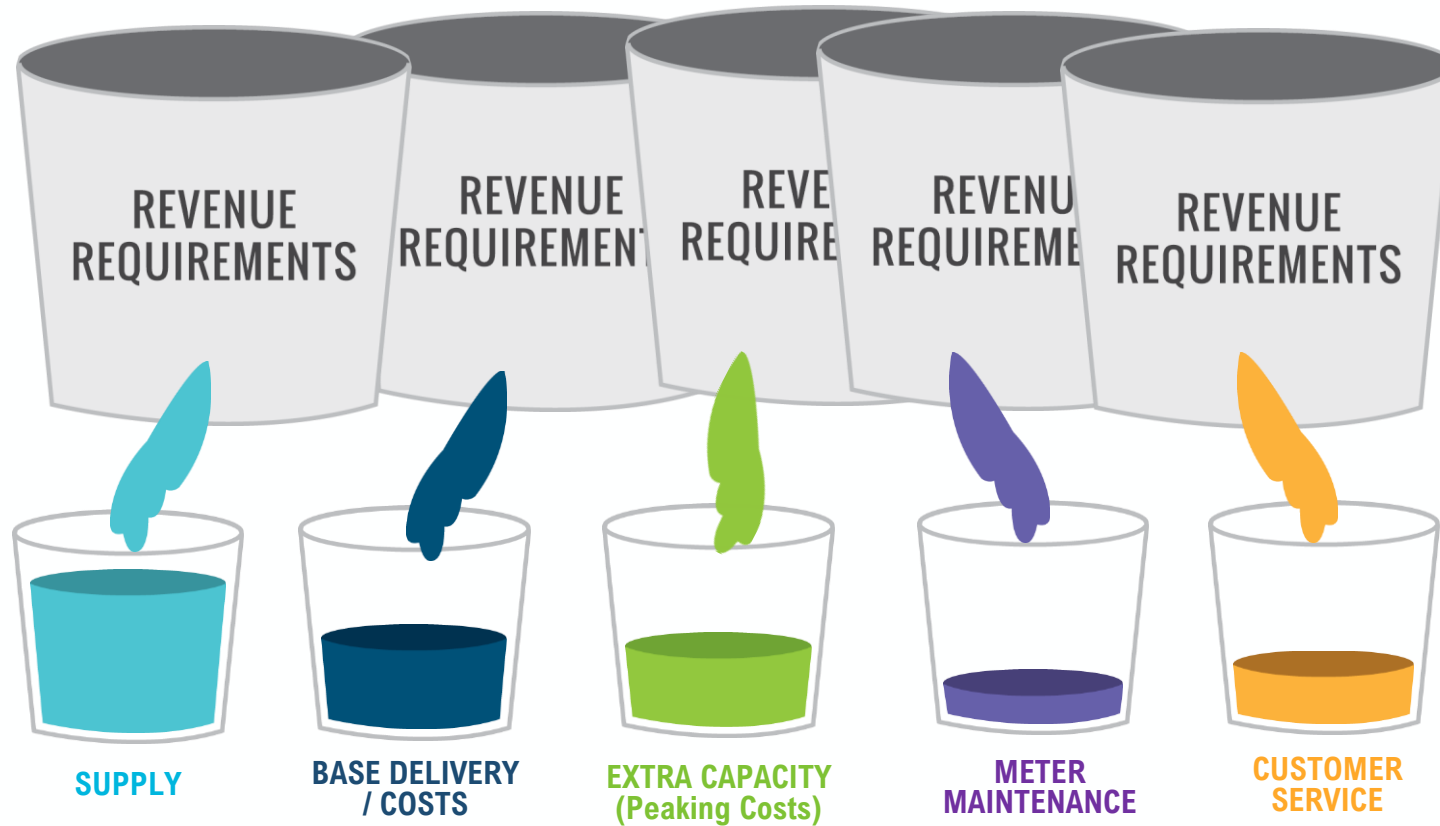 REVENUE
REQUIREMENTS
REVENUE
REQUIREMENT
REVE
REQUIRE
REVENU
REQUIREME
REVENUE
REQUIREMENTS
SUPPLY
BASE DELIVERY
/ COSTS
EXTRA CAPACITY
(Peaking Costs)
METER
MAINTENANCE
CUSTOMER
SERVICE